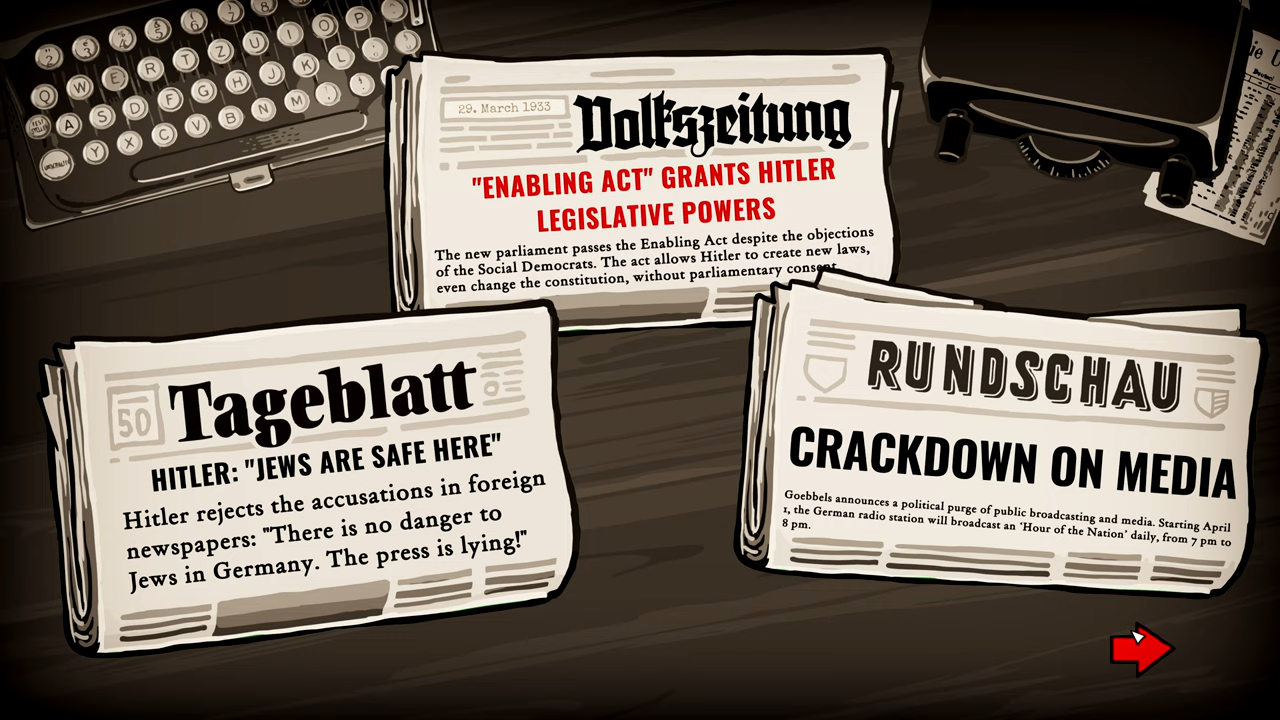 29. March 1933
Volkszeitung
"ENABLING ACT" GRANTS HITLER
LEGISLATIVE POWERS
The new parliament passes the Enabling Act despite the objections
of the Social Democrats. The act allows Hitler to create new laws,
even change the constitution, without parliamentary consent.
50
Tageblatt
HITLER: "JEWS ARE SAFE HERE"
Hitler rejects the accusations in foreign
newspapers: "There is no danger to
Jews in Germany. The press is lying!"
RUNDSCHAU
CRACKDOWN ON MEDIA
Goebbels announces a political purge of public broadcasting and media. Starting April
1, the German radio station will broadcast an 'Hour of the Nation' daily, from 7 pm to
8 pm.
Q W E R T Z U I O P
A S D F G H J K L
Y X C V B N M